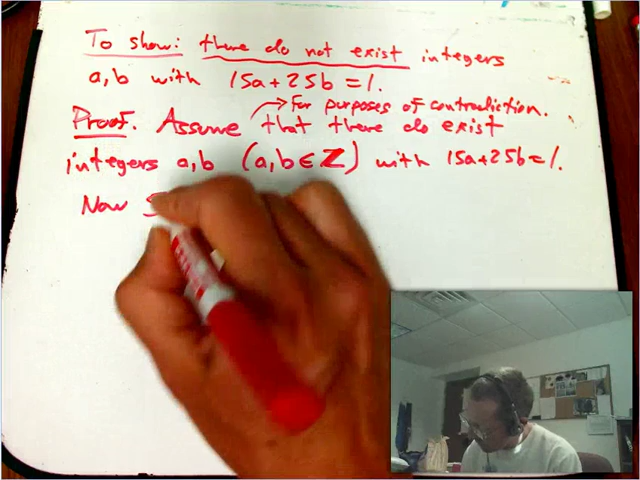 To show: there do not exist integers
a,b with 15a+25b=1.
→ For purposes of contradiction.
Proof. Assume that there do exist
integers a,b (a,b∈ℤ) with 15a+25b=1.
Now